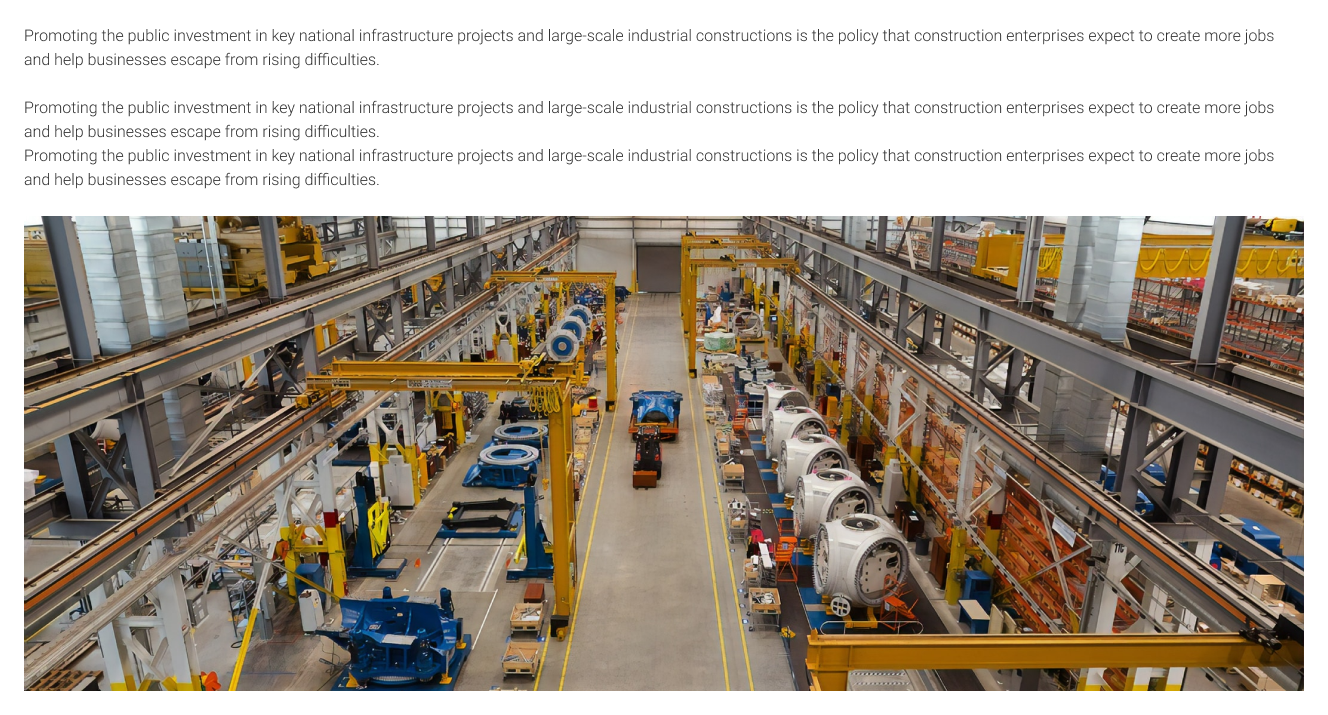 Promoting the public investment in key national infrastructure projects and large-scale industrial constructions is the policy that construction enterprises expect to create more jobs
and help businesses escape from rising difficulties.
Promoting the public investment in key national infrastructure projects and large-scale industrial constructions is the policy that construction enterprises expect to create more jobs
and help businesses escape from rising difficulties.
Promoting the public investment in key national infrastructure projects and large-scale industrial constructions is the policy that construction enterprises expect to create more jobs
and help businesses escape from rising difficulties.